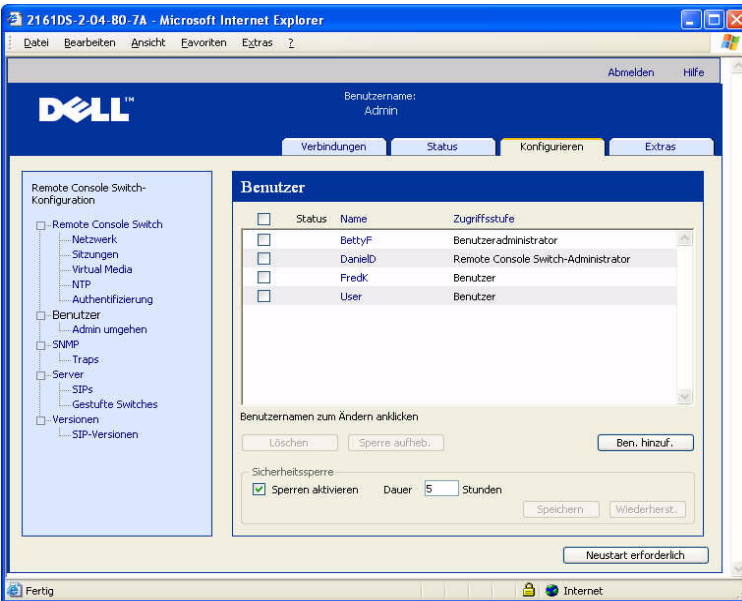 2161DS-2-04-80-7A - Microsoft Internet Explorer
Datei Bearbeiten Ansicht Favoriten Extras ?
Abmelden Hilfe
DELL™
Benutzername:
Admin
Verbindungen Status Konfigurieren Extras
Remote Console Switch-
Konfiguration
Remote Console Switch
Netzwerk
Sitzungen
Virtual Media
NTP
Authentifizierung
Benutzer
Admin umgehen
SNMP
Traps
Server
SIPs
Gestufte Switches
Versionen
SIP-Versionen
Benutzer
Status Name Zugriffsstufe
BettyF Benutzeradministrator
DanielD Remote Console Switch-Administrator
FredK Benutzer
User Benutzer
Benutzernamen zum Ändern anklicken
Löschen Sperre aufheb. Ben. hinzuf.
Sicherheitssperre
Sperren aktivieren Dauer 5 Stunden
Speichern Wiederherst.
Neustart erforderlich
Fertig Internet